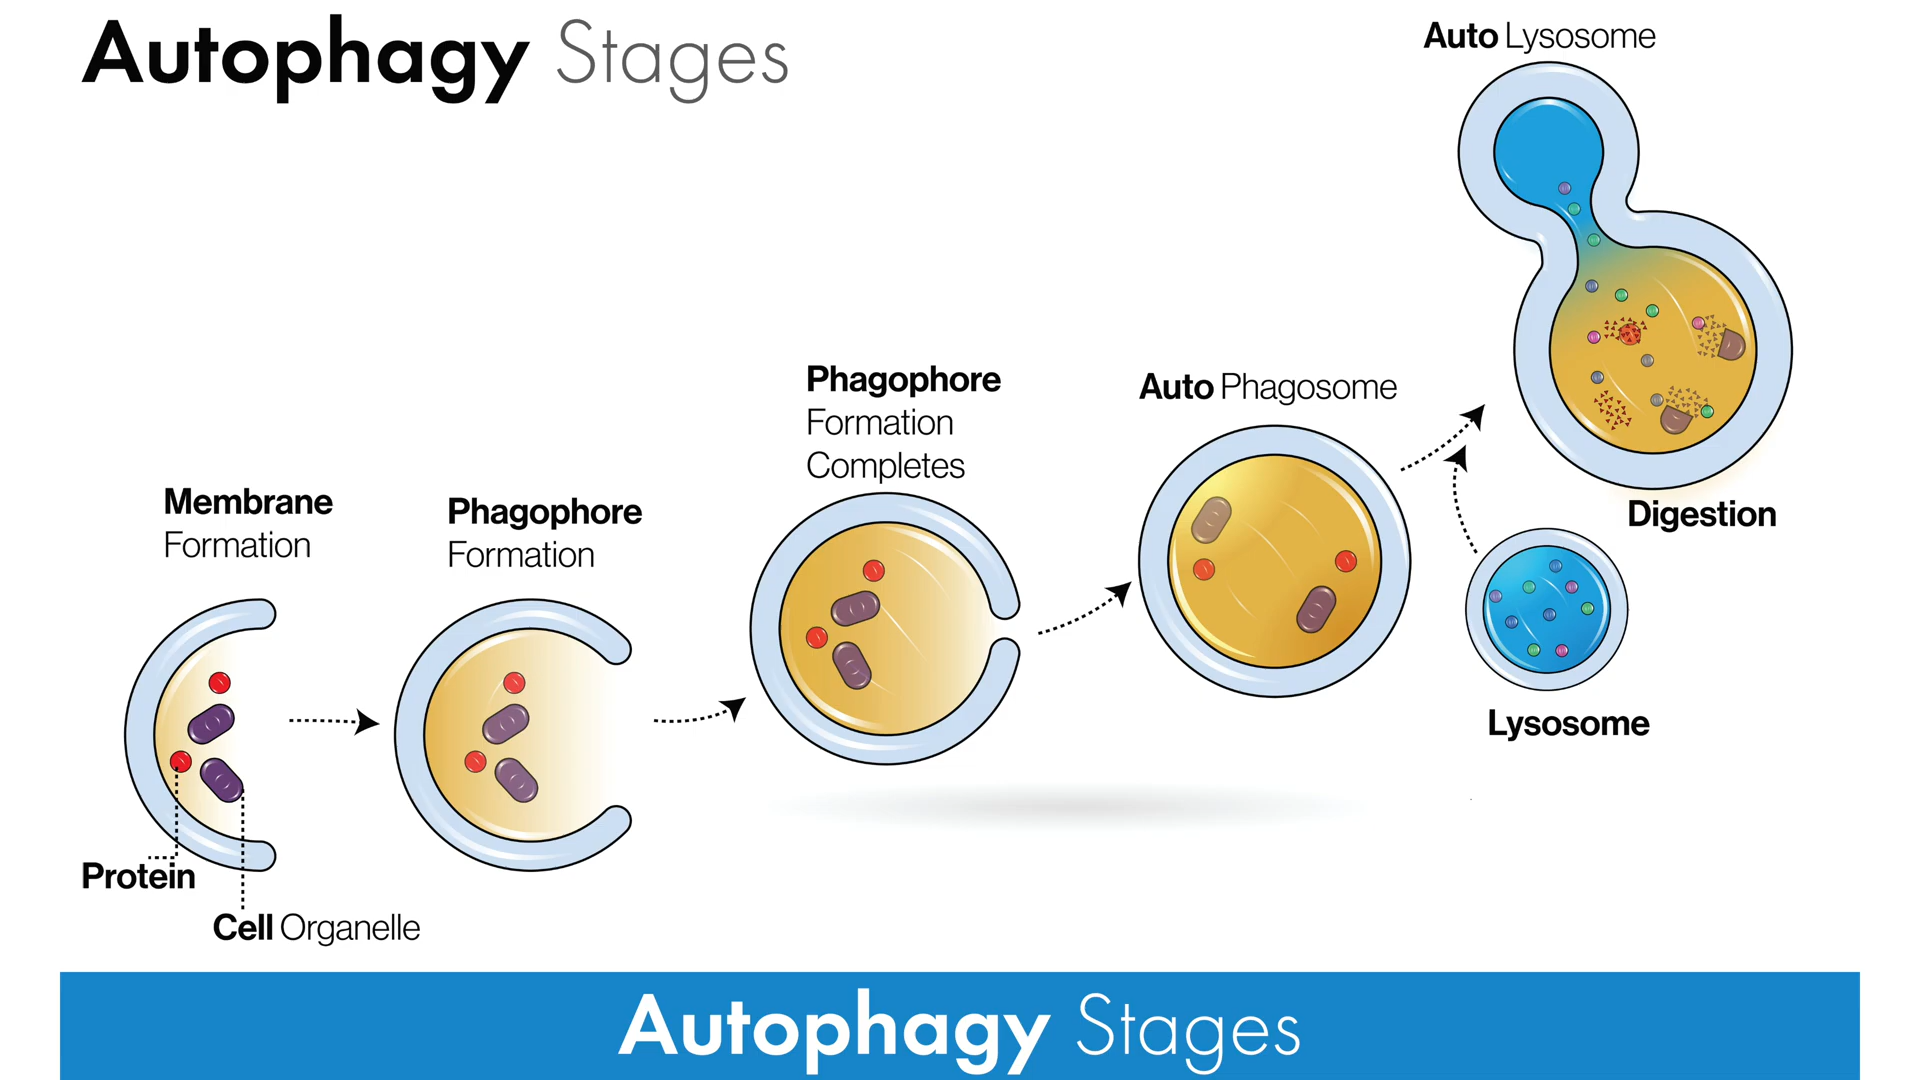 Autophagy Stages
Auto Lysosome
Phagophore
Formation
Completes
Auto Phagosome
Membrane
Formation
Phagophore
Formation
Digestion
Lysosome
Protein
Cell Organelle
Autophagy Stages